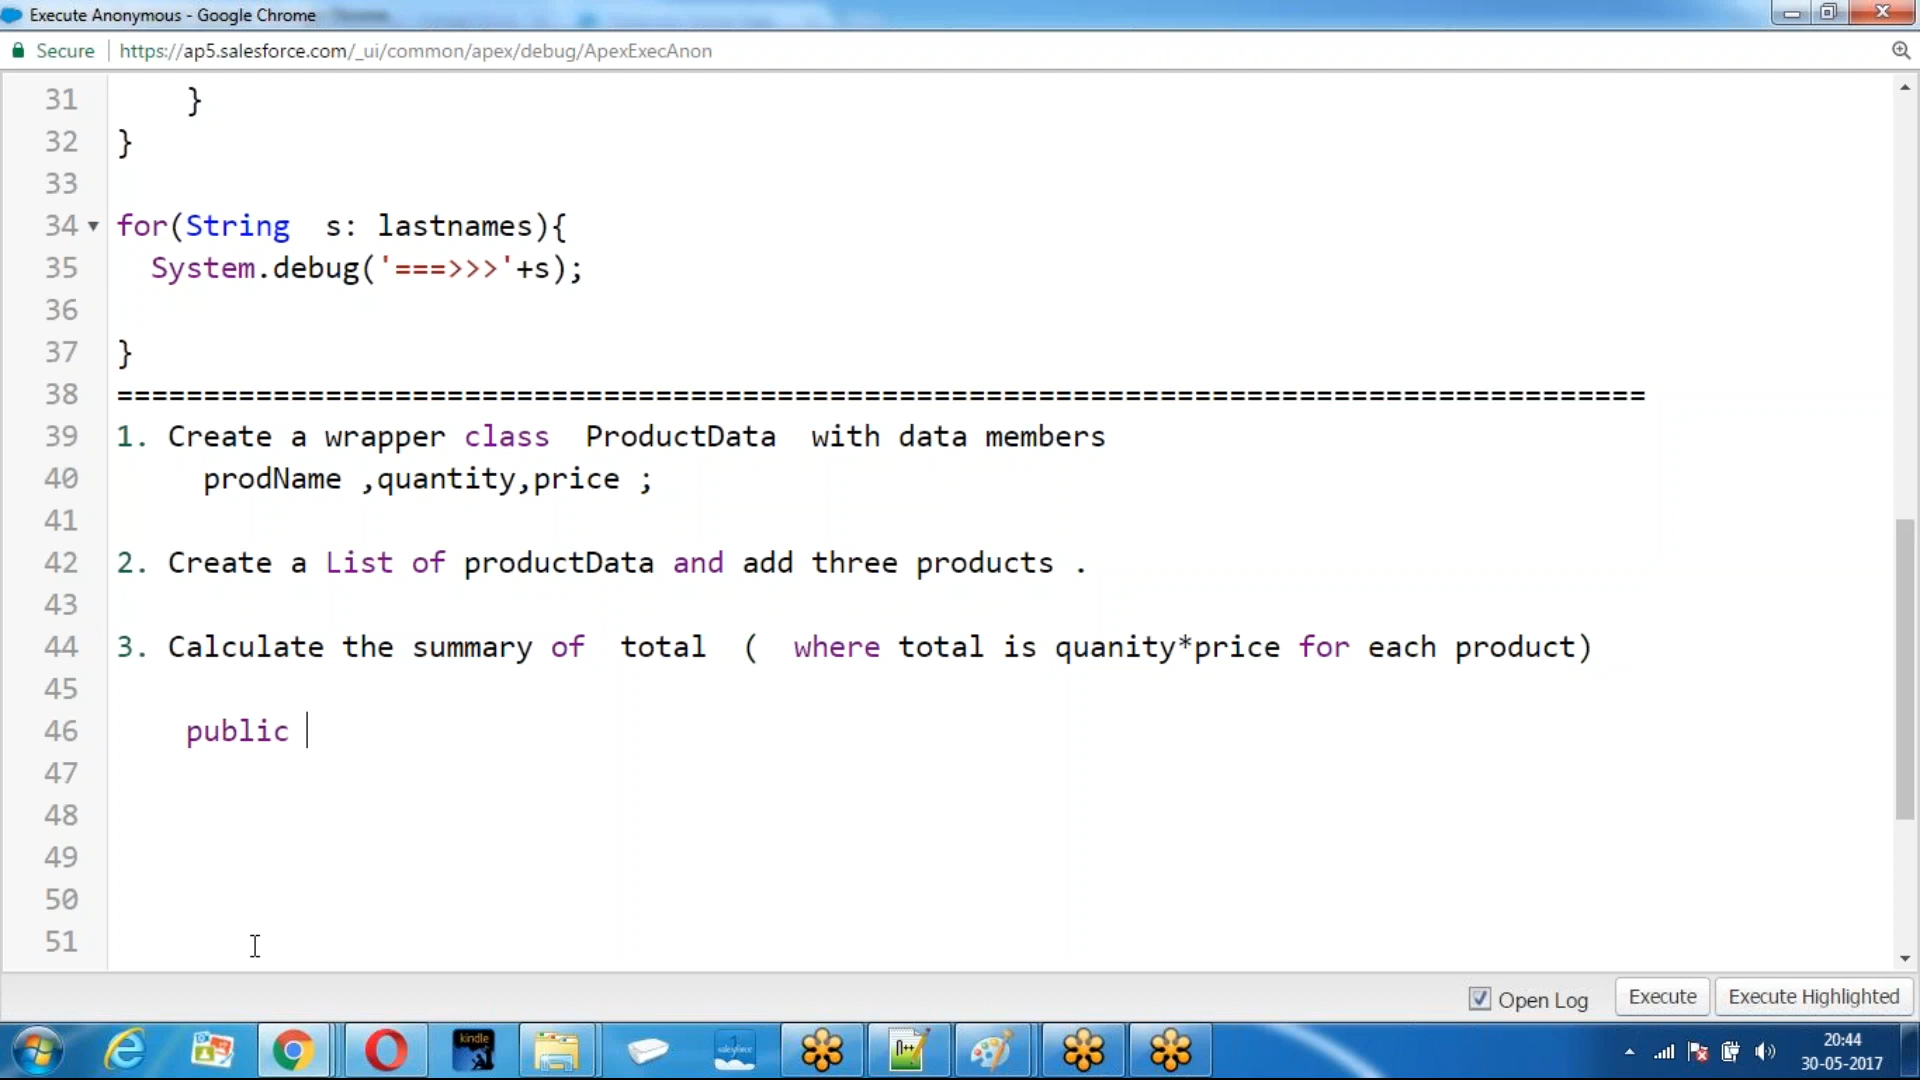 Execute Anonymous - Google Chrome
Secure https://ap5.salesforce.com/_ui/common/apex/debug/ApexExecAnon
31 }
32 }
33
34 for(String s: lastnames){
35 System.debug('===>>>'+s);
36
37 }
38 ========================================================================================
39 1. Create a wrapper class ProductData with data members
40 prodName ,quantity,price ;
41
42 2. Create a List of productData and add three products .
43
44 3. Calculate the summary of total ( where total is quanity*price for each product)
45
46 public
47
48
49
50
51
Open Log Execute Execute Highlighted
kindle
salesforce
n++
20:44
30-05-2017